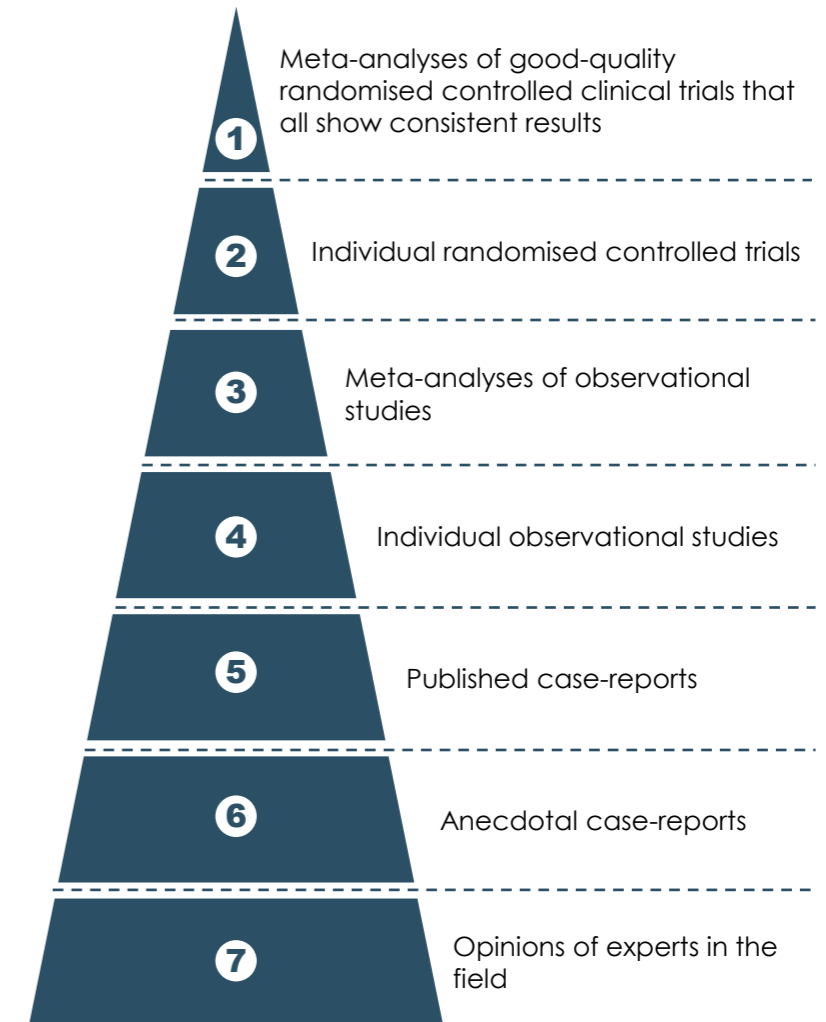 Meta-analyses of good-quality
randomised controlled clinical trials that
all show consistent results
1
2
Individual randomised controlled trials
3
Meta-analyses of observational
studies
4
Individual observational studies
5
Published case-reports
6
Anecdotal case-reports
7
Opinions of experts in the
field